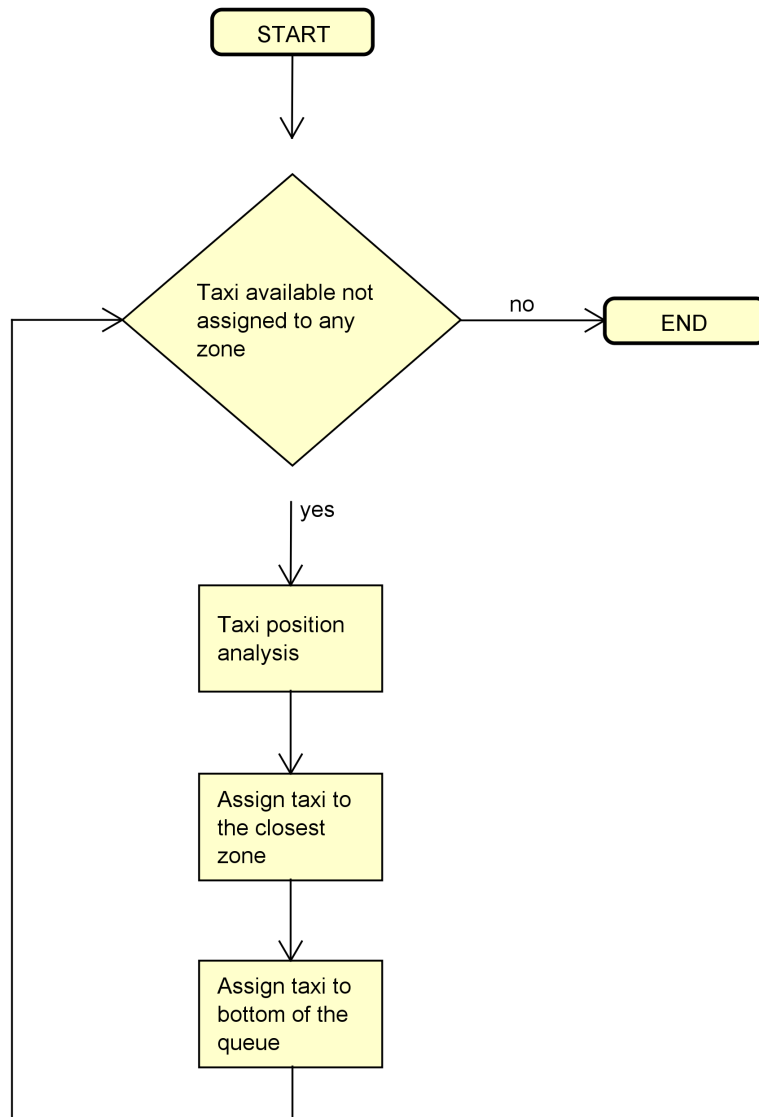 START
Taxi available not
assigned to any
zone
no
END
yes
Taxi position
analysis
Assign taxi to
the closest
zone
Assign taxi to
bottom of the
queue